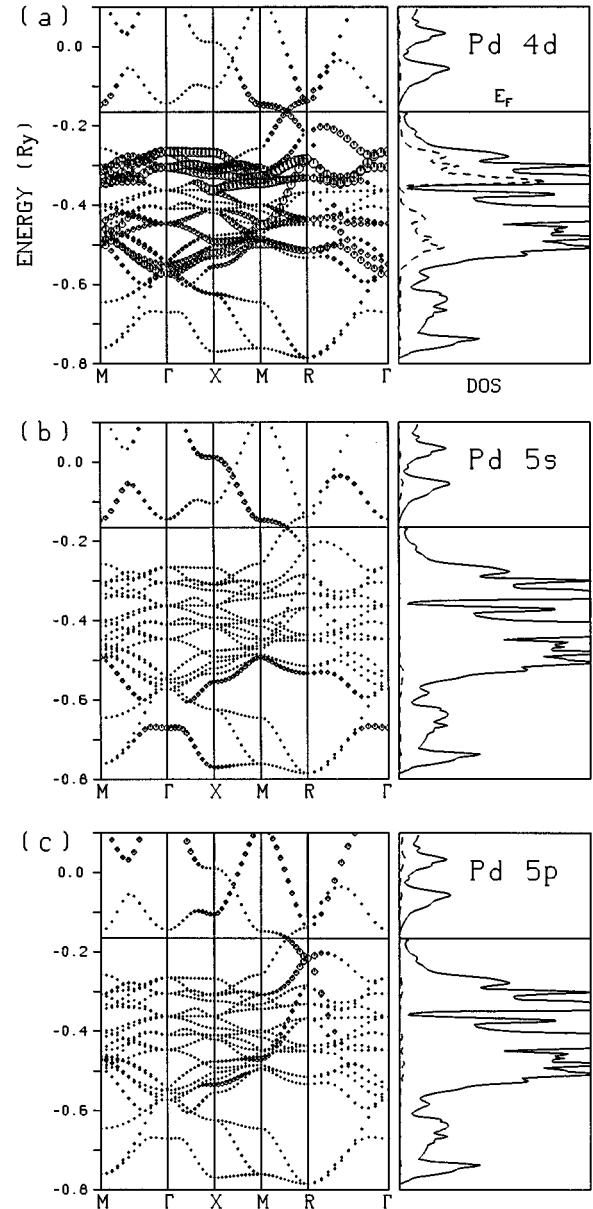 (a)
0.0
-0.2
-0.4
-0.6
-0.8
ENERGY (Ry)
M Γ X M R Γ
Pd 4d
E_F
DOS
(b)
0.0
-0.2
-0.4
-0.6
-0.8
M Γ X M R Γ
Pd 5s
(c)
0.0
-0.2
-0.4
-0.6
-0.8
M Γ X M R Γ
Pd 5p